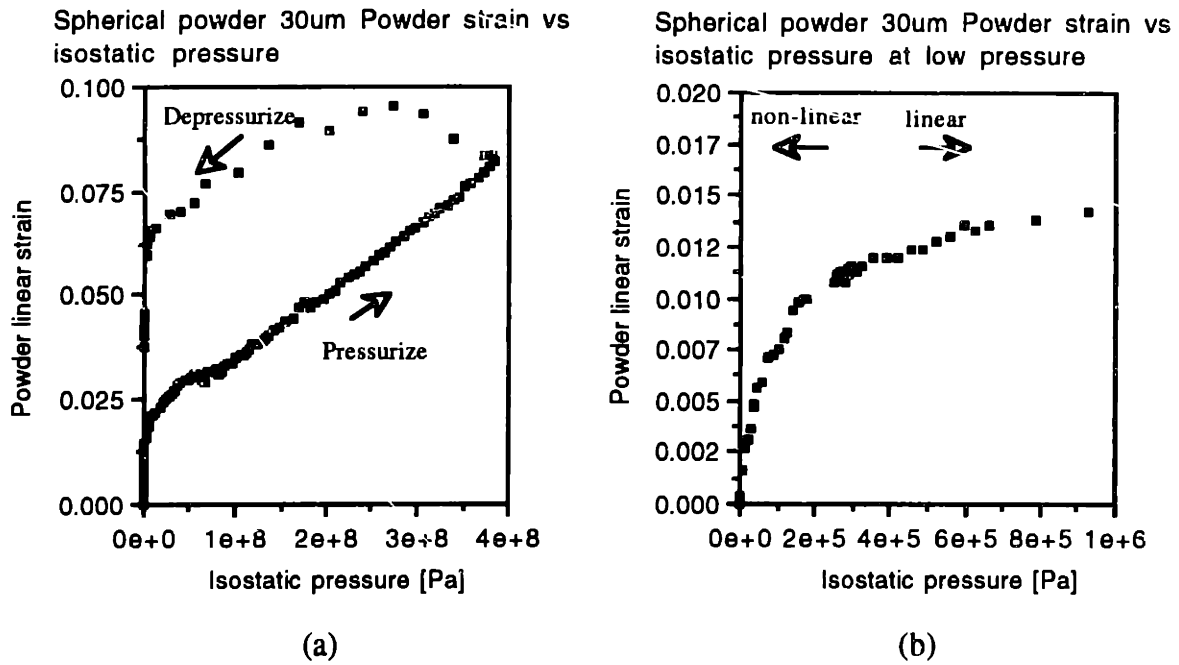 Spherical powder 30um Powder strain vs
isostatic pressure
0.100
0.075
0.050
0.025
0.000
Powder linear strain
Depressurize
Pressurize
0e+0 1e+8 2e+8 3e+8 4e+8
Isostatic pressure [Pa]
(a)
Spherical powder 30um Powder strain vs
isostatic pressure at low pressure
0.020
0.017
0.015
0.012
0.010
0.007
0.005
0.002
0.000
Powder linear strain
non-linear linear
0e+0 2e+5 4e+5 6e+5 8e+5 1e+6
Isostatic pressure [Pa]
(b)